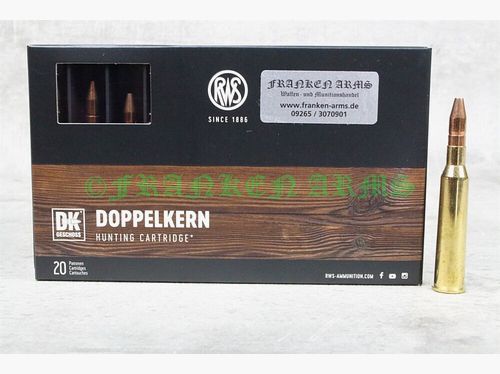 RWS
SINCE 1886
FRANKEN ARMS
Waffen- und Munitionshandel
www.franken-arms.de
09265 / 3070901
©FRANKEN ARMS
DK
GESCHOSS
DOPPELKERN
HUNTING CARTRIDGE*
20 Patronen
Cartridges
Cartouches
RWS-AMMUNITION.COM